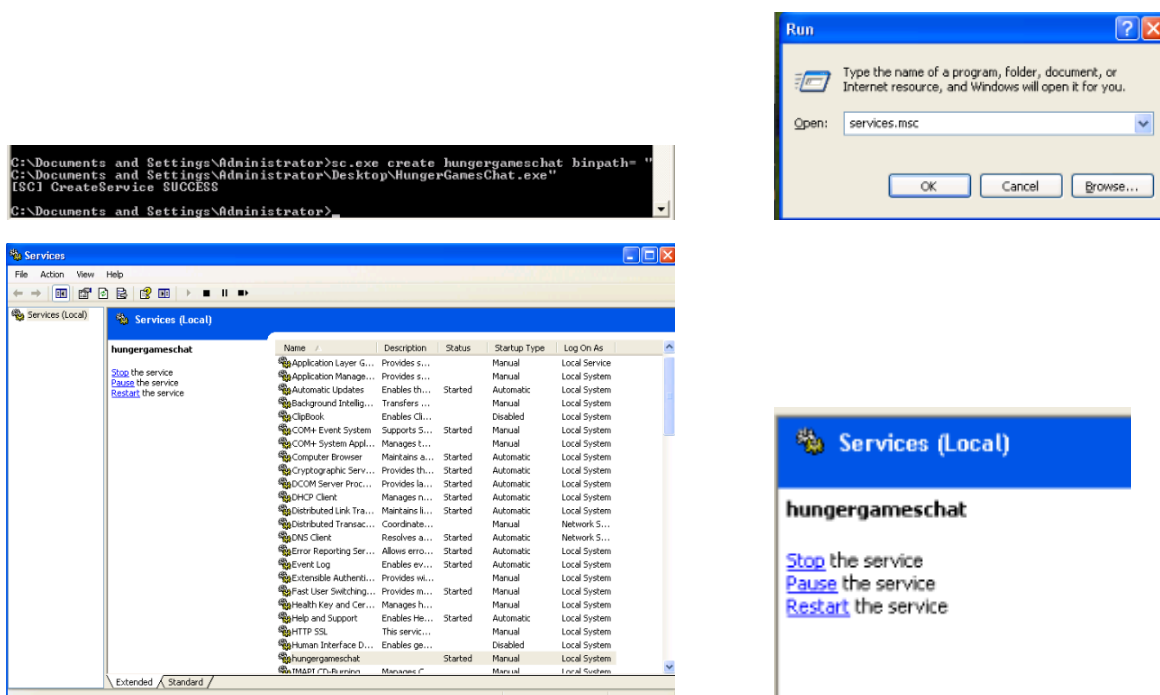 Run
Type the name of a program, folder, document, or
Internet resource, and Windows will open it for you.
Open: services.msc
OK Cancel Browse...
C:\Documents and Settings\Administrator>sc.exe create hungergameschat binpath= "
C:\Documents and Settings\Administrator\Desktop\HungerGamesChat.exe"
[SC] CreateService SUCCESS
C:\Documents and Settings\Administrator>_
Services
File Action View Help
Services (Local)
Services (Local)
hungergameschat
Stop the service
Pause the service
Restart the service
Name Description Status Startup Type Log On As
Application Layer G... Provides s... Manual Local Service
Application Manage... Provides s... Manual Local System
Automatic Updates Enables th... Started Automatic Local System
Background Intellig... Transfers ... Manual Local System
ClipBook Enables Cli... Disabled Local System
COM+ Event System Supports S... Started Manual Local System
COM+ System Appl... Manages t... Manual Local System
Computer Browser Maintains a... Started Automatic Local System
Cryptographic Serv... Provides th... Started Automatic Local System
DCOM Server Proc... Provides la... Started Automatic Local System
DHCP Client Manages n... Started Automatic Local System
Distributed Link Tra... Maintains li... Started Automatic Local System
Distributed Transac... Coordinate... Manual Network S...
DNS Client Resolves a... Started Automatic Network S...
Error Reporting Ser... Allows erro... Started Automatic Local System
Event Log Enables ev... Started Automatic Local System
Extensible Authenti... Provides wi... Manual Local System
Fast User Switching... Provides m... Started Manual Local System
Health Key and Cer... Manages h... Manual Local System
Help and Support Enables He... Started Automatic Local System
HTTP SSL This servic... Manual Local System
Human Interface D... Enables ge... Disabled Local System
hungergameschat Started Manual Local System
IMAPI CD-Burning Manages C Manual Local System
Extended Standard
Services (Local)
hungergameschat
Stop the service
Pause the service
Restart the service